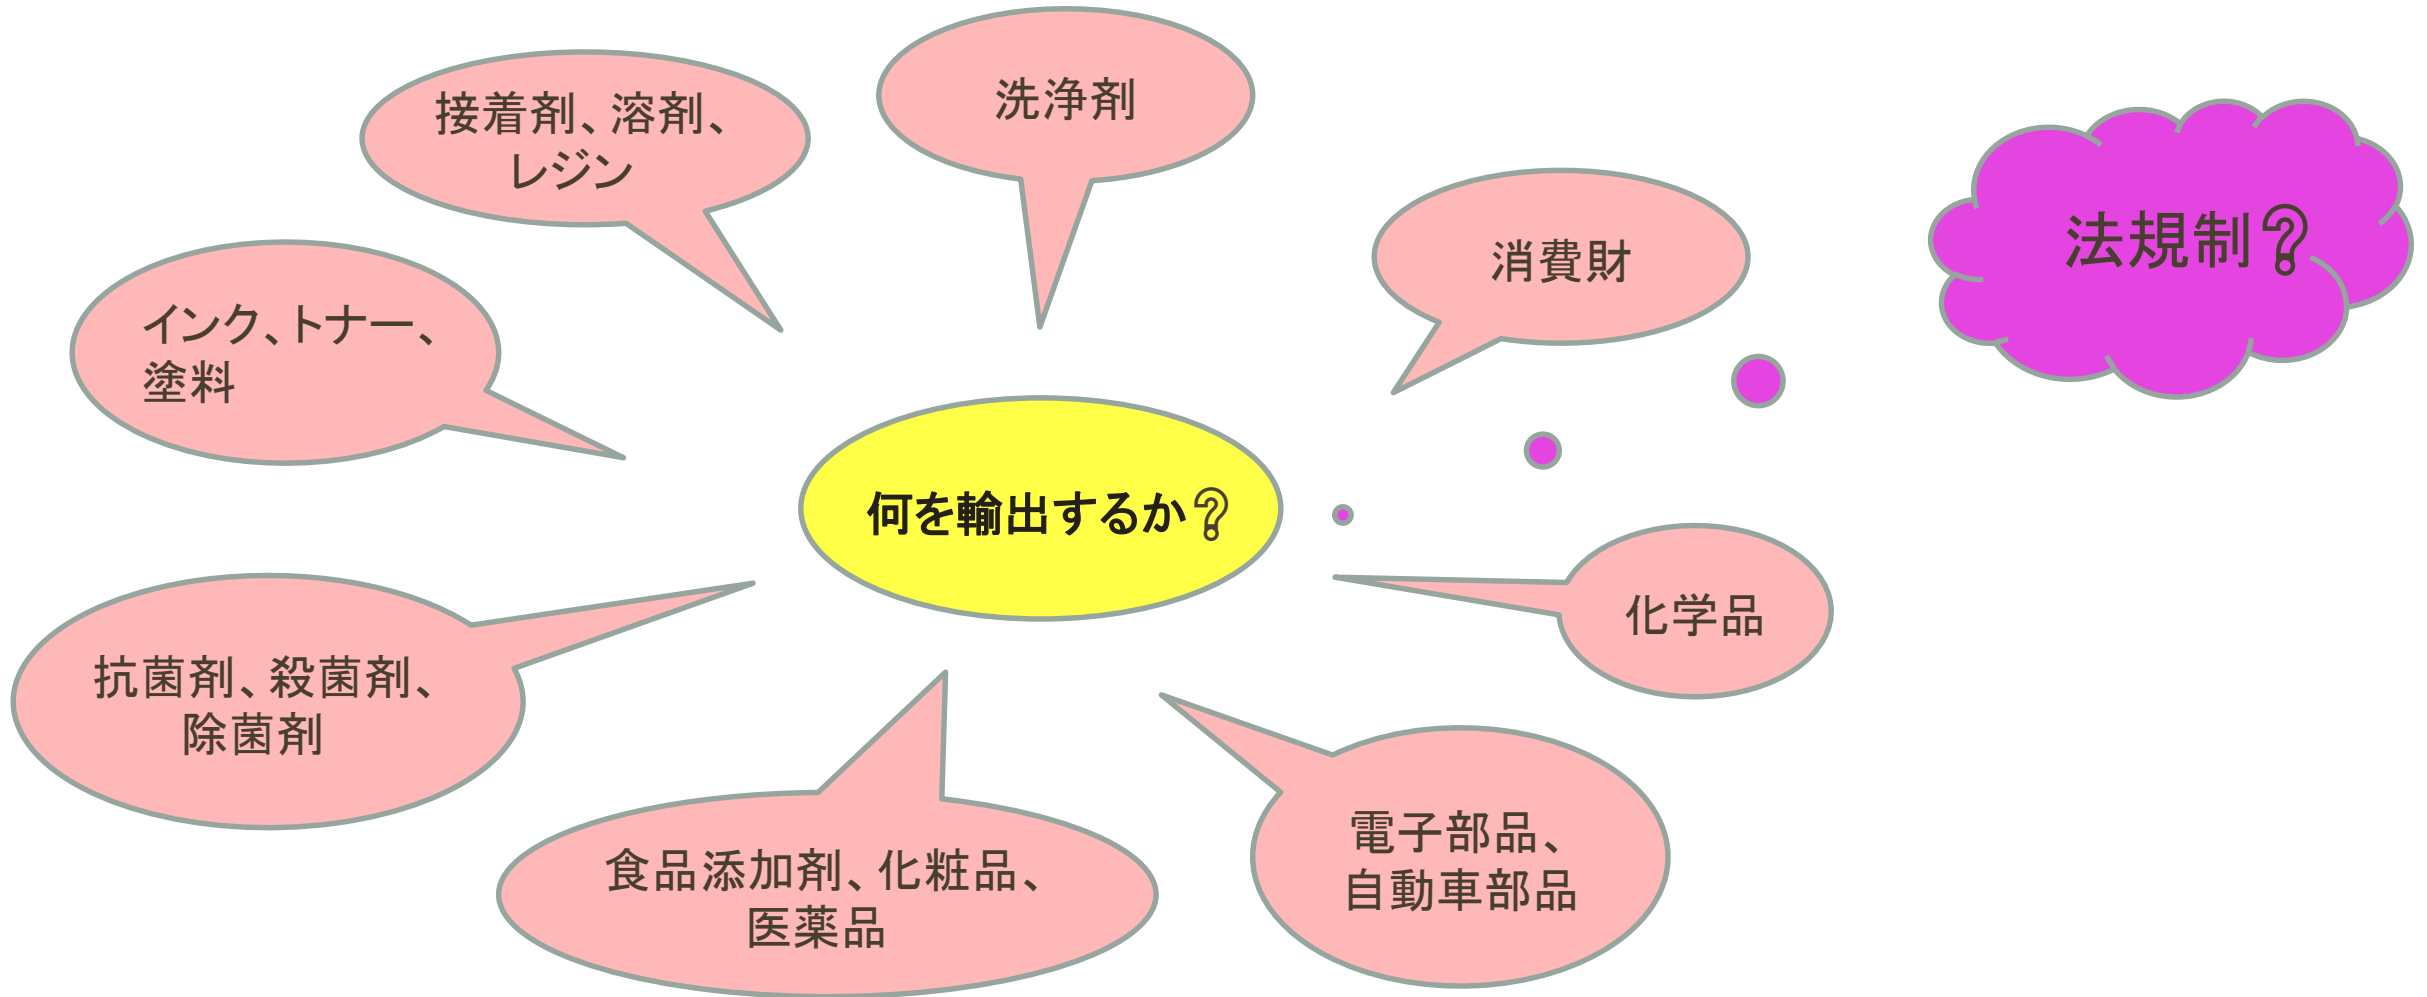 洗浄剤
接着剤、溶剤、
レジン
消費財
法規制？
インク、トナー、
塗料
何を輸出するか？
化学品
抗菌剤、殺菌剤、
除菌剤
電子部品、
自動車部品
食品添加剤、化粧品、
医薬品